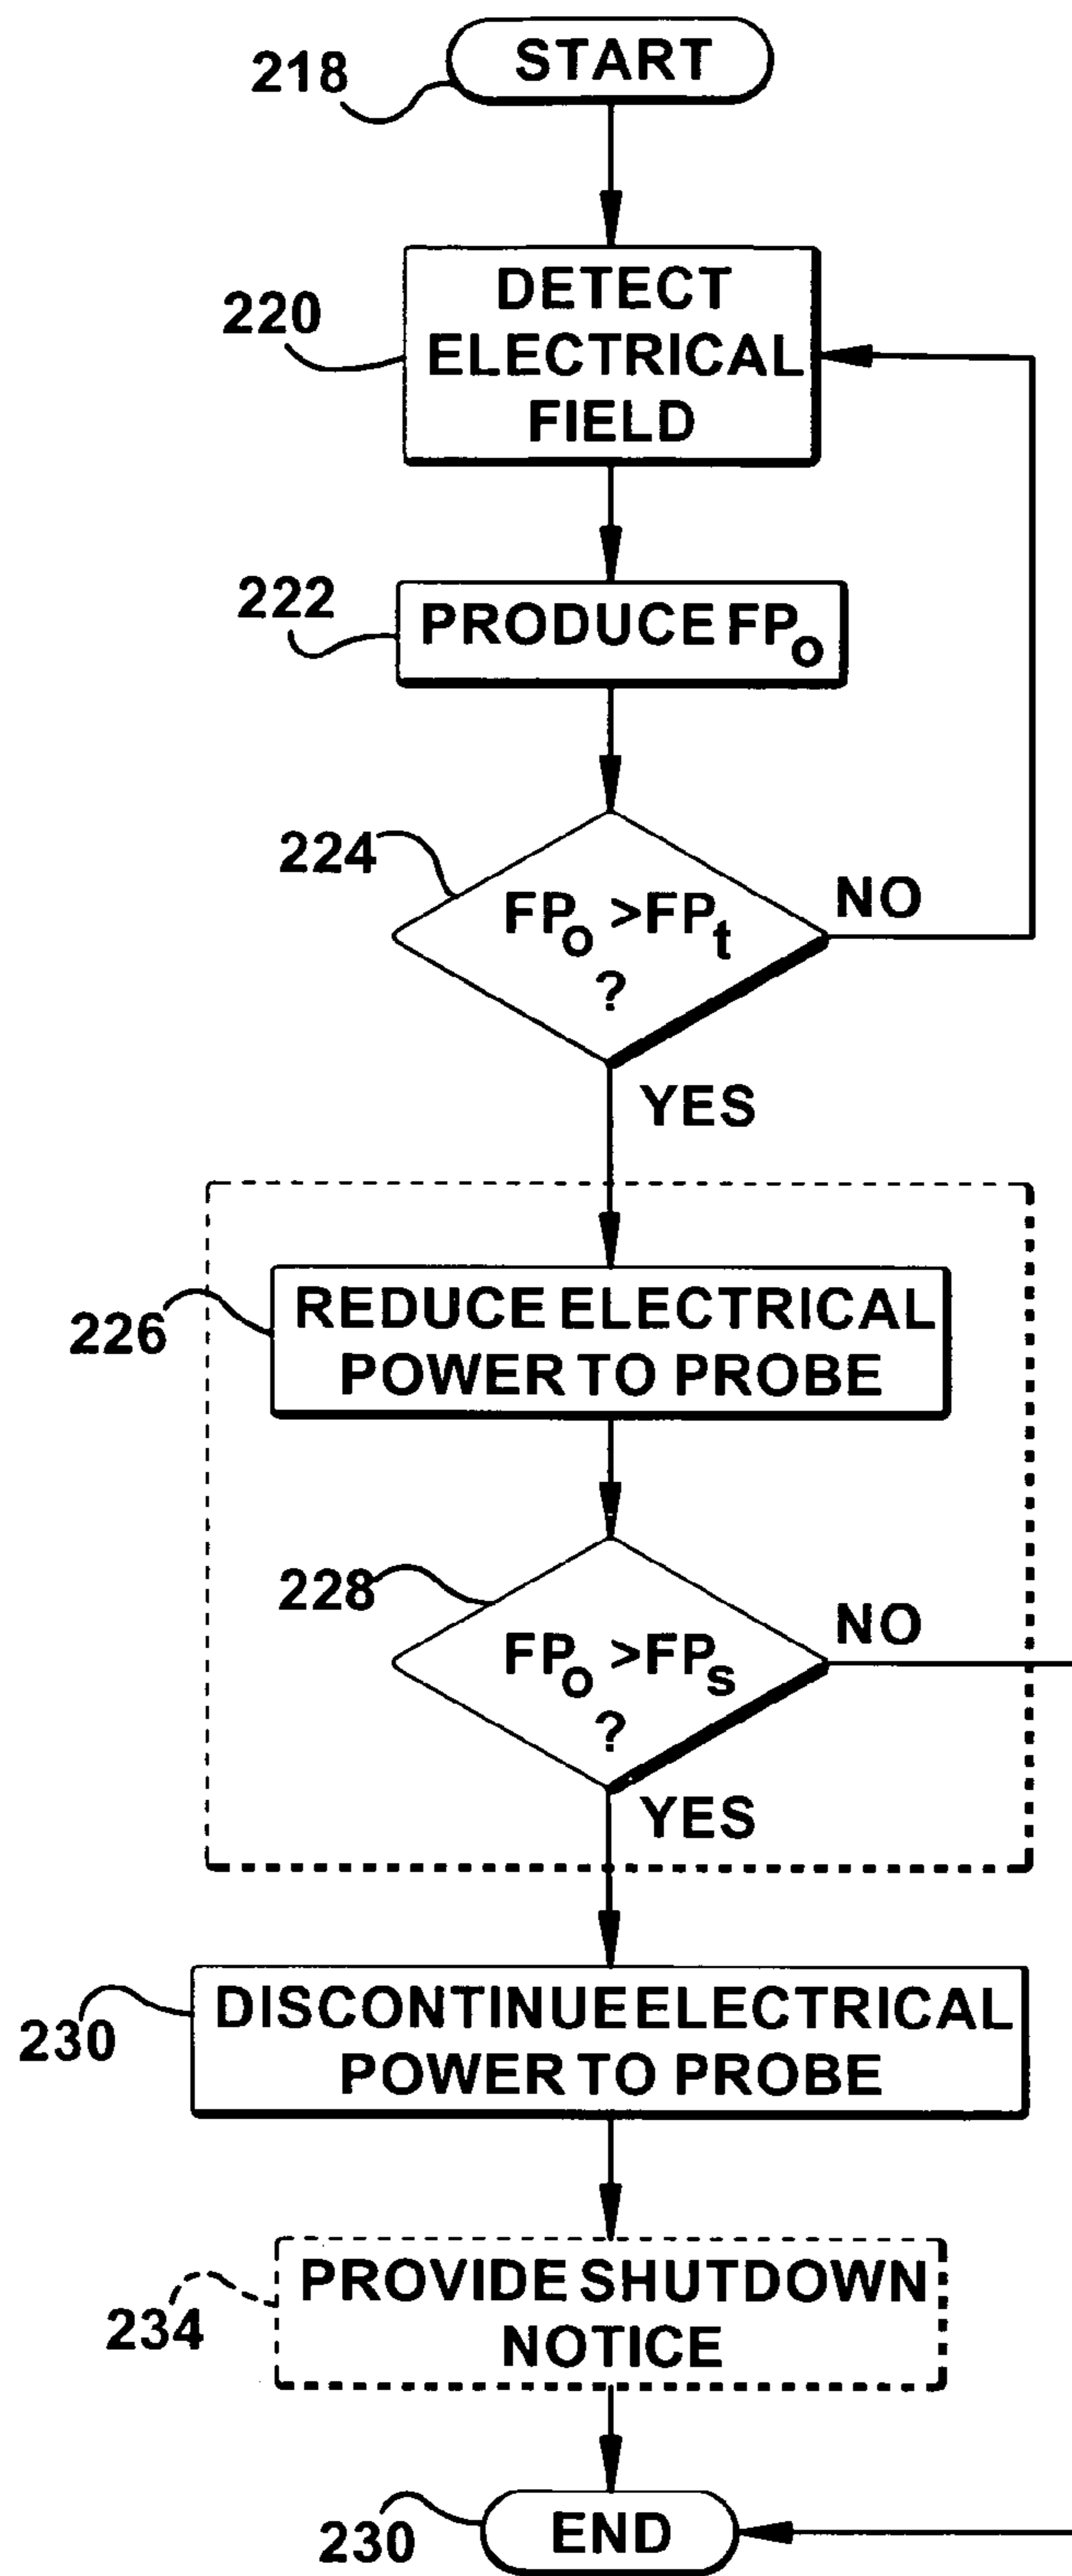 START
218
DETECT
ELECTRICAL
FIELD
220
PRODUCE FPo
222
224
FPo >FPt
?
NO
YES
REDUCE ELECTRICAL
POWER TO PROBE
226
228
FPo >FPs
?
NO
YES
DISCONTINUE ELECTRICAL
POWER TO PROBE
230
PROVIDE SHUTDOWN
NOTICE
234
END
230